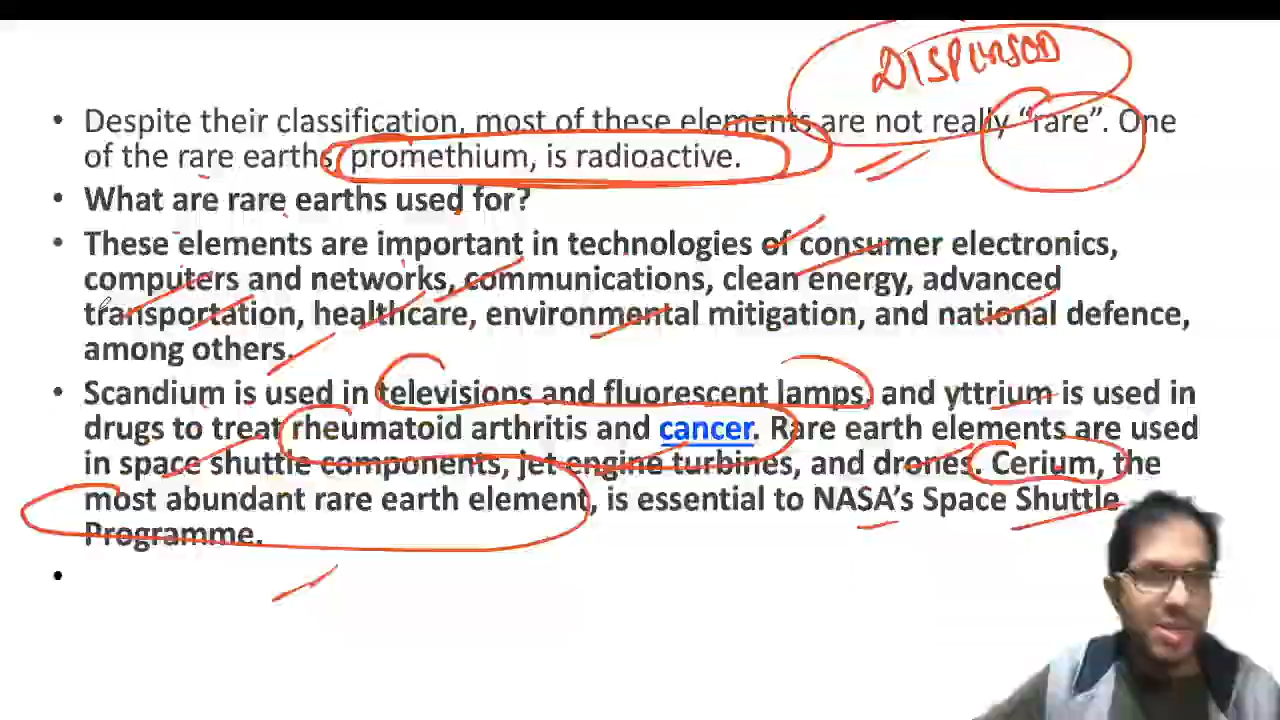 DISPERSED
• Despite their classification, most of these elements are not really “rare”. One
of the rare earths, promethium, is radioactive.
• What are rare earths used for?
• These elements are important in technologies of consumer electronics,
computers and networks, communications, clean energy, advanced
transportation, healthcare, environmental mitigation, and national defence,
among others.
• Scandium is used in televisions and fluorescent lamps, and yttrium is used in
drugs to treat rheumatoid arthritis and cancer. Rare earth elements are used
in space shuttle components, jet engine turbines, and drones. Cerium, the
most abundant rare earth element, is essential to NASA’s Space Shuttle
Programme.
•